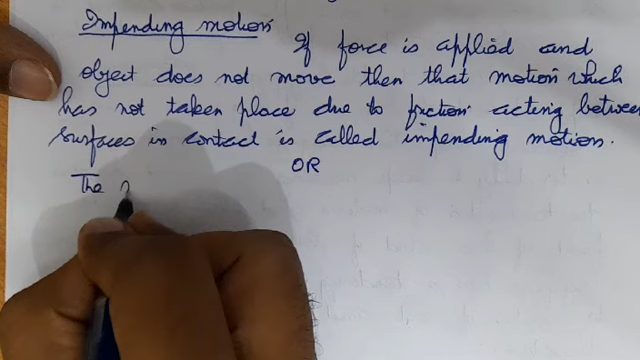 Impending motion
If force is applied and
object does not move then that motion which
has not taken place due to friction acting between
surfaces in contact is called impending motion.
OR
The